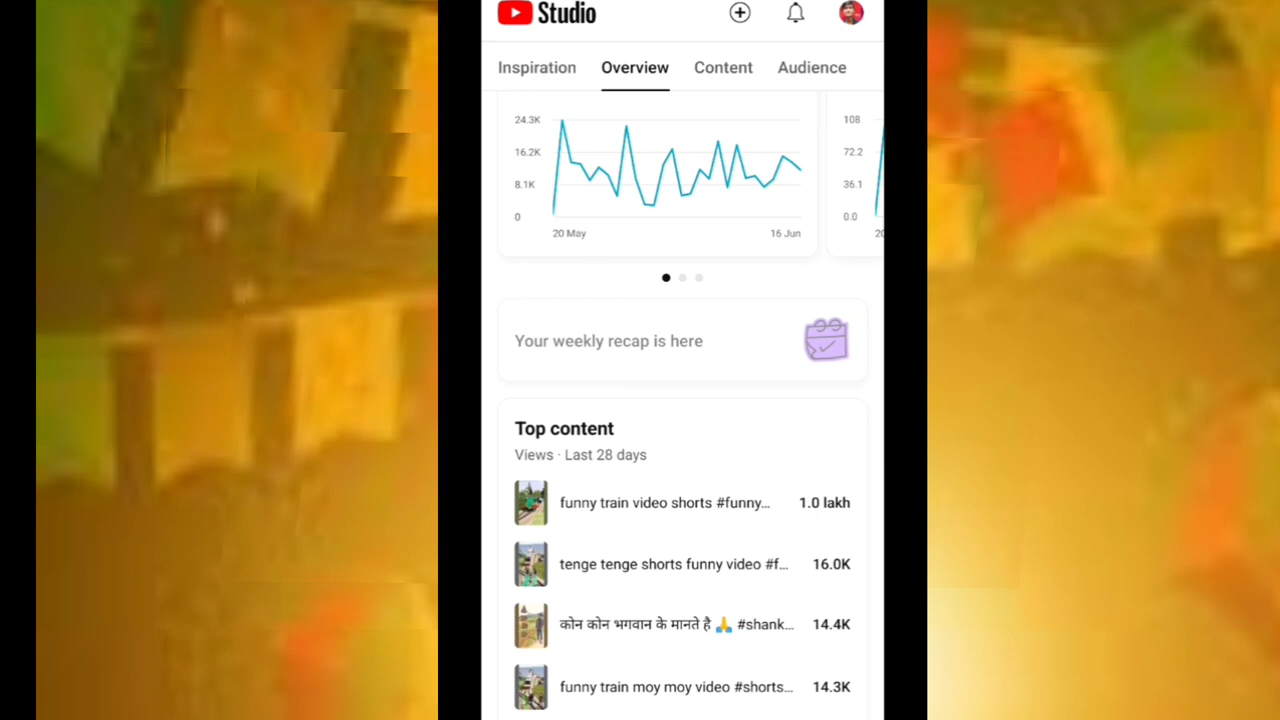 Studio
Inspiration Overview Content Audience
24.3K
16.2K
8.1K
0
20 May 16 Jun
108
72.2
36.1
0.0
20
Your weekly recap is here
Top content
Views · Last 28 days
funny train video shorts #funny... 1.0 lakh
tenge tenge shorts funny video #f... 16.0K
कोन कोन भगवान के मानते है 🙏 #shank... 14.4K
funny train moy moy video #shorts... 14.3K